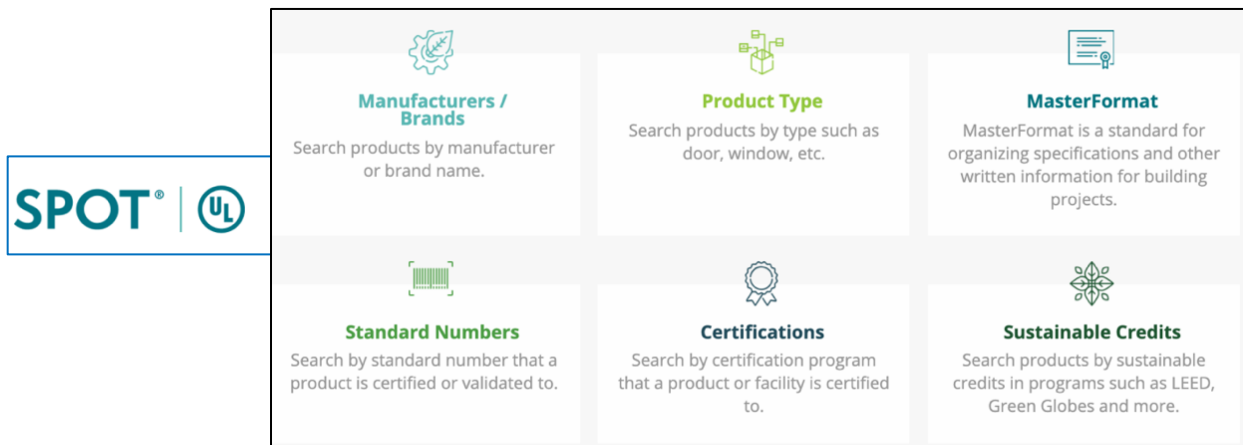 SPOT® | UL
Manufacturers /
Brands
Search products by manufacturer
or brand name.
Product Type
Search products by type such as
door, window, etc.
MasterFormat
MasterFormat is a standard for
organizing specifications and other
written information for building
projects.
Standard Numbers
Search by standard number that a
product is certified or validated to.
Certifications
Search by certification program
that a product or facility is certified
to.
Sustainable Credits
Search products by sustainable
credits in programs such as LEED,
Green Globes and more.